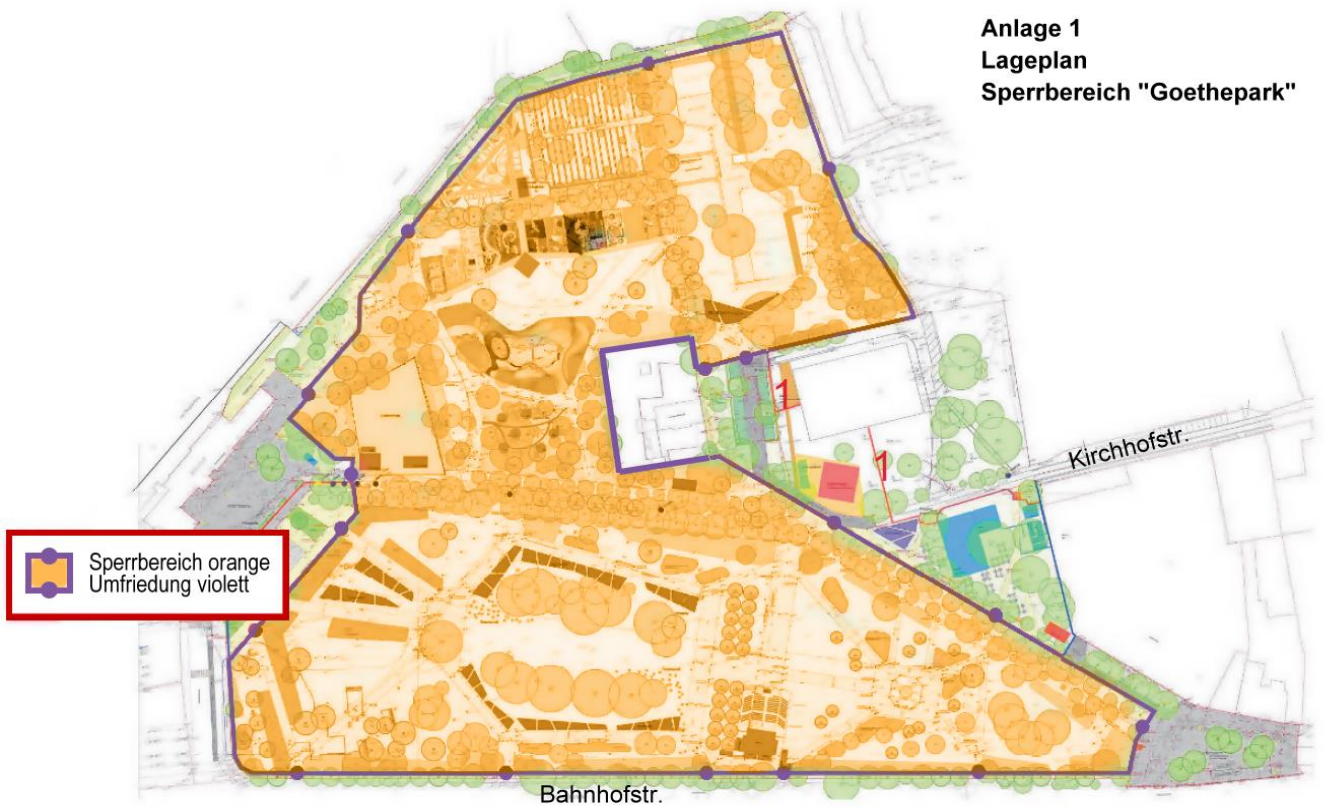 Anlage 1
Lageplan
Sperrbereich "Goethepark"
1
1
Kirchhofstr.
Sperrbereich orange
Umfriedung violett
Bahnhofstr.